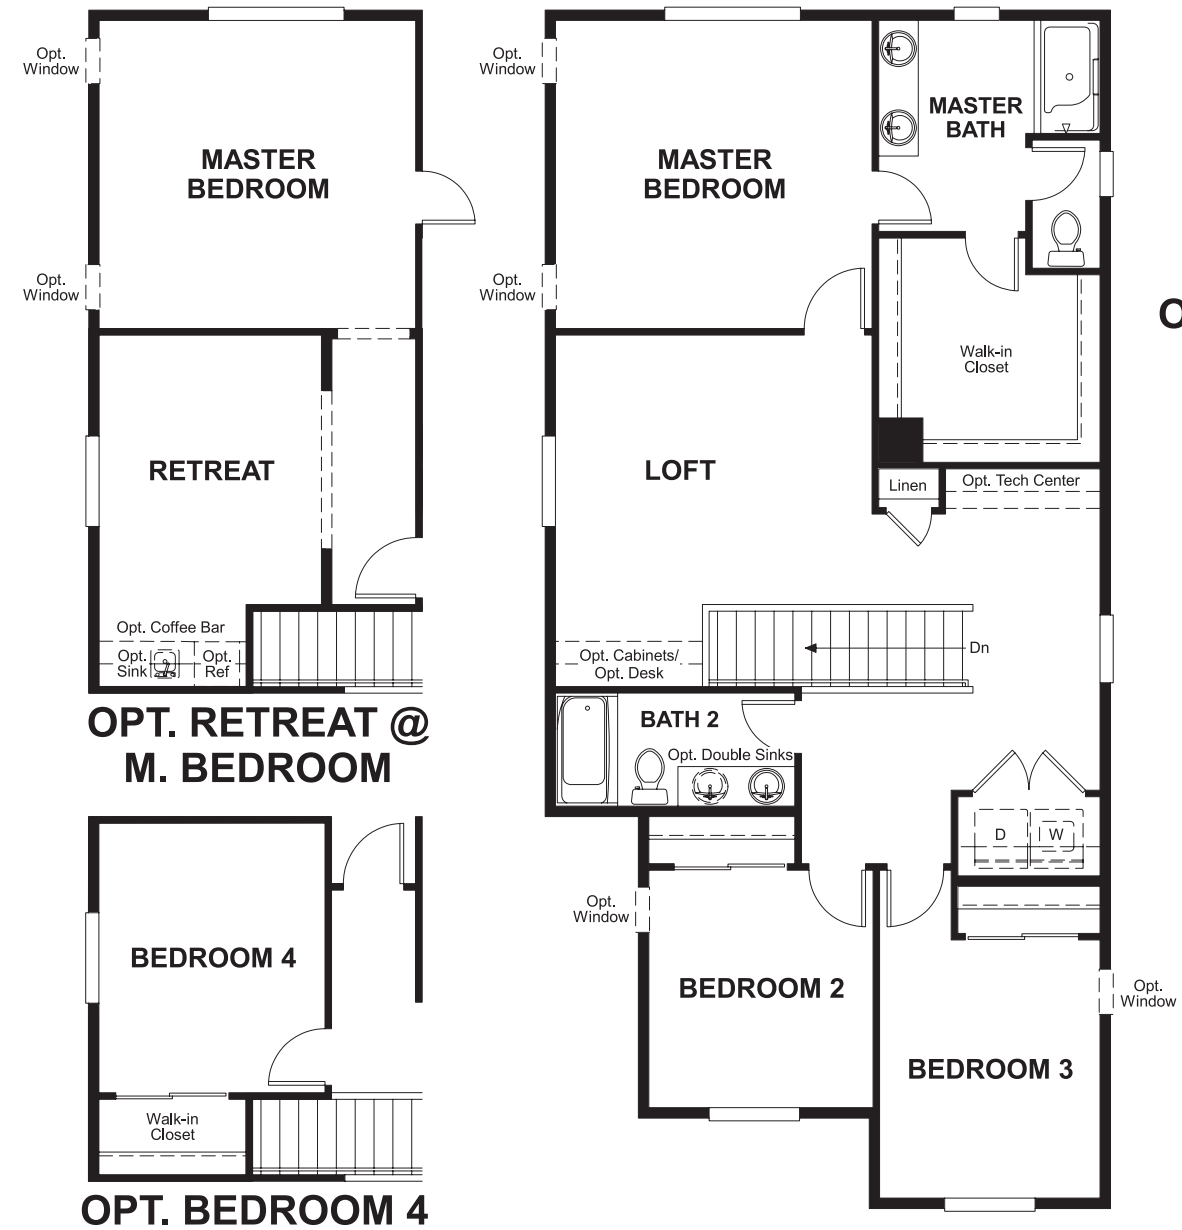 Opt.
Window
MASTER
BEDROOM
Opt.
Window
RETREAT
Opt. Coffee Bar
Opt.
Sink
Opt.
Ref
OPT. RETREAT @
M. BEDROOM
BEDROOM 4
Walk-in
Closet
OPT. BEDROOM 4
Opt.
Window
MASTER
BEDROOM
MASTER
BATH
Opt.
Window
Walk-in
Closet
LOFT
Linen
Opt. Tech Center
Dn
Opt. Cabinets/
Opt. Desk
BATH 2
Opt. Double Sinks
D
W
Opt.
Window
BEDROOM 2
Opt.
Window
BEDROOM 3
O